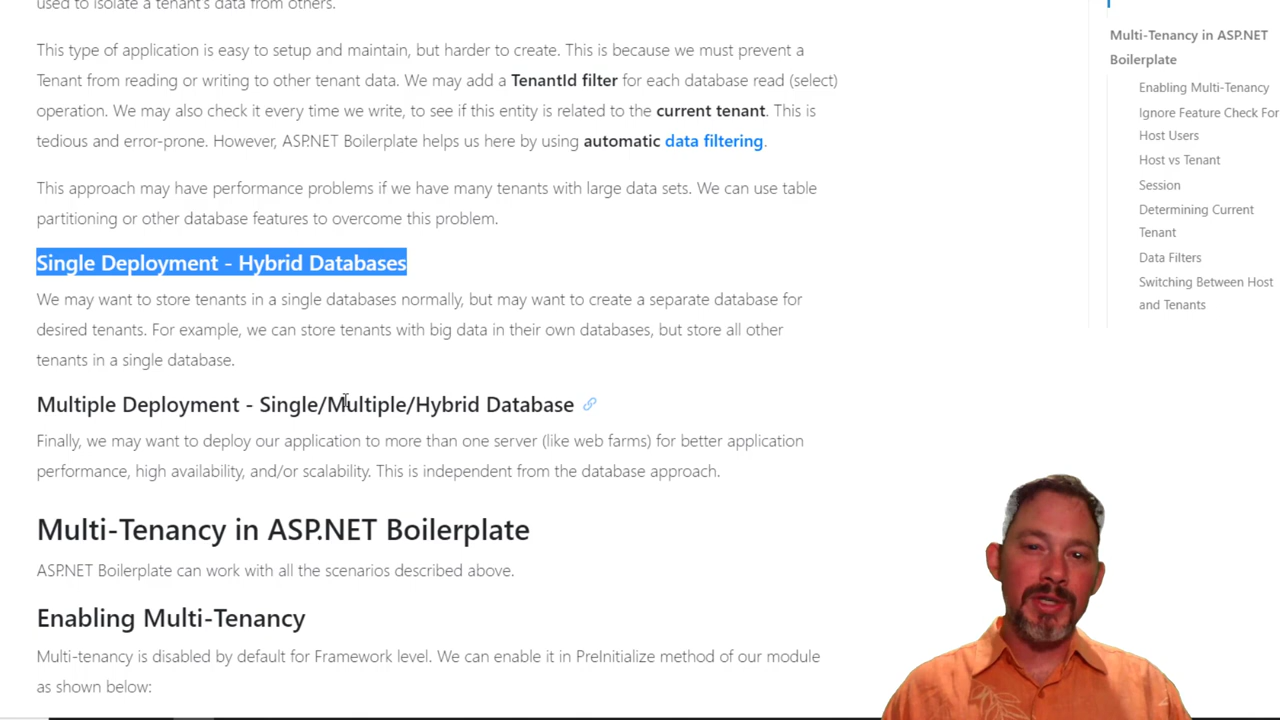 used to isolate a tenant's data from others.
This type of application is easy to setup and maintain, but harder to create. This is because we must prevent a
Tenant from reading or writing to other tenant data. We may add a TenantId filter for each database read (select)
operation. We may also check it every time we write, to see if this entity is related to the current tenant. This is
tedious and error-prone. However, ASP.NET Boilerplate helps us here by using automatic data filtering.
This approach may have performance problems if we have many tenants with large data sets. We can use table
partitioning or other database features to overcome this problem.
Single Deployment - Hybrid Databases
We may want to store tenants in a single databases normally, but may want to create a separate database for
desired tenants. For example, we can store tenants with big data in their own databases, but store all other
tenants in a single database.
Multiple Deployment - Single/Multiple/Hybrid Database
Finally, we may want to deploy our application to more than one server (like web farms) for better application
performance, high availability, and/or scalability. This is independent from the database approach.
Multi-Tenancy in ASP.NET Boilerplate
ASP.NET Boilerplate can work with all the scenarios described above.
Enabling Multi-Tenancy
Multi-tenancy is disabled by default for Framework level. We can enable it in PreInitialize method of our module
as shown below:
Multi-Tenancy in ASP.NET
Boilerplate
Enabling Multi-Tenancy
Ignore Feature Check For
Host Users
Host vs Tenant
Session
Determining Current
Tenant
Data Filters
Switching Between Host
and Tenants